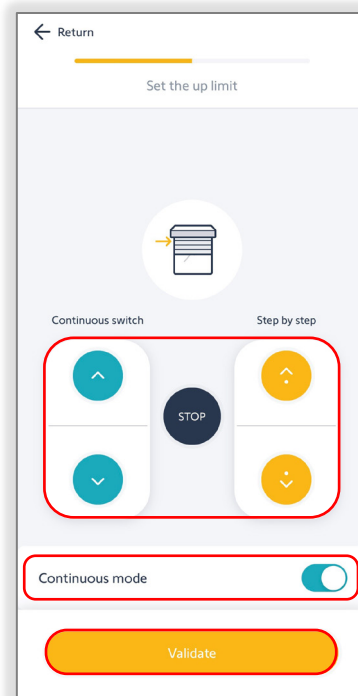 Return
Set the up limit
Continuous switch
Step by step
STOP
Continuous mode
Validate